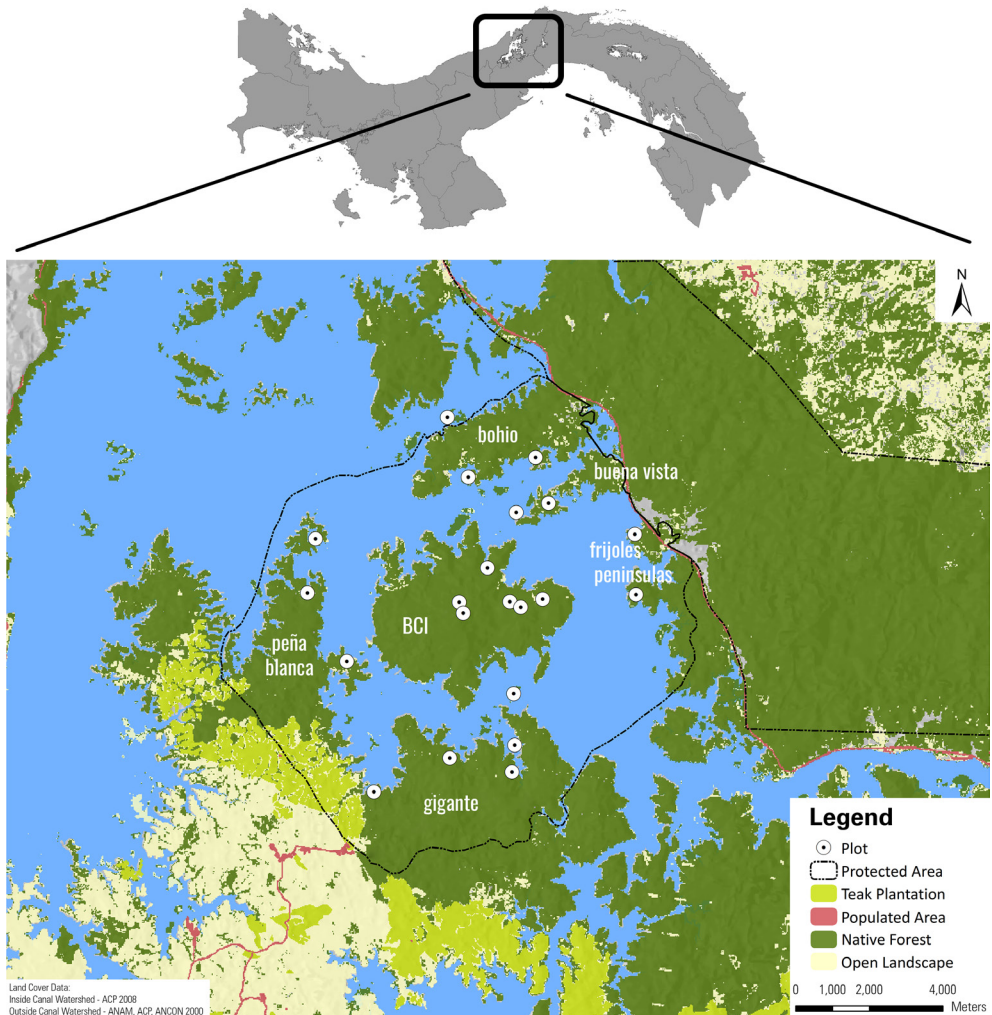 N
bohio
buena vista
frijoles
peninsulas
BCI
peña
blanca
gigante
Legend
Plot
Protected Area
Teak Plantation
Populated Area
Native Forest
Open Landscape
0 1,000 2,000 4,000
Meters
Land Cover Data:
Inside Canal Watershed - ACP 2008
Outside Canal Watershed - ANAM, ACP, ANCON 2000